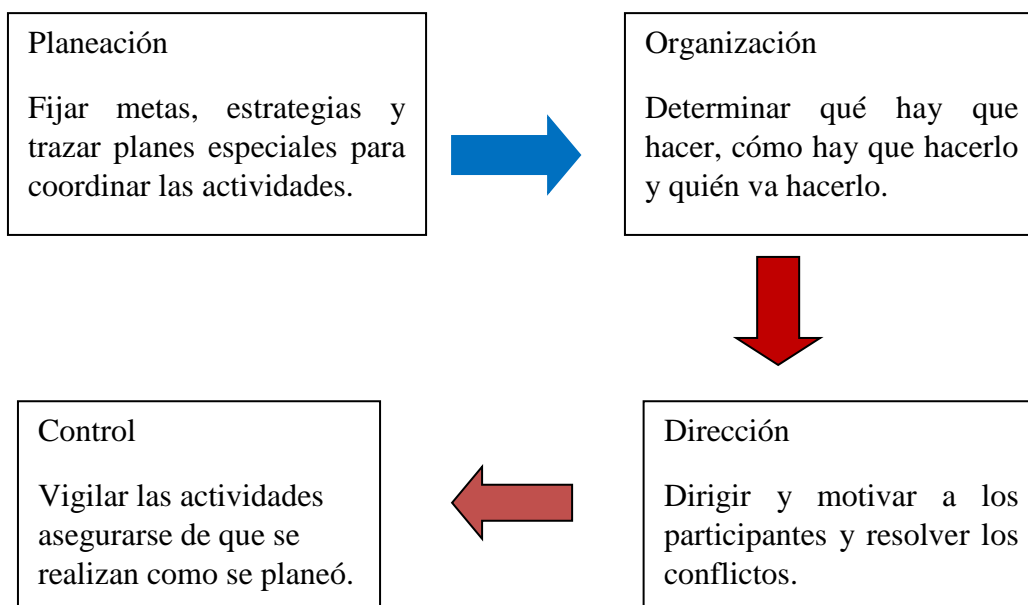 Planeación
Fijar metas, estrategias y
trazar planes especiales para
coordinar las actividades.
Organización
Determinar qué hay que
hacer, cómo hay que hacerlo
y quién va hacerlo.
Control
Vigilar las actividades
asegurarse de que se
realizan como se planeó.
Dirección
Dirigir y motivar a los
participantes y resolver los
conflictos.